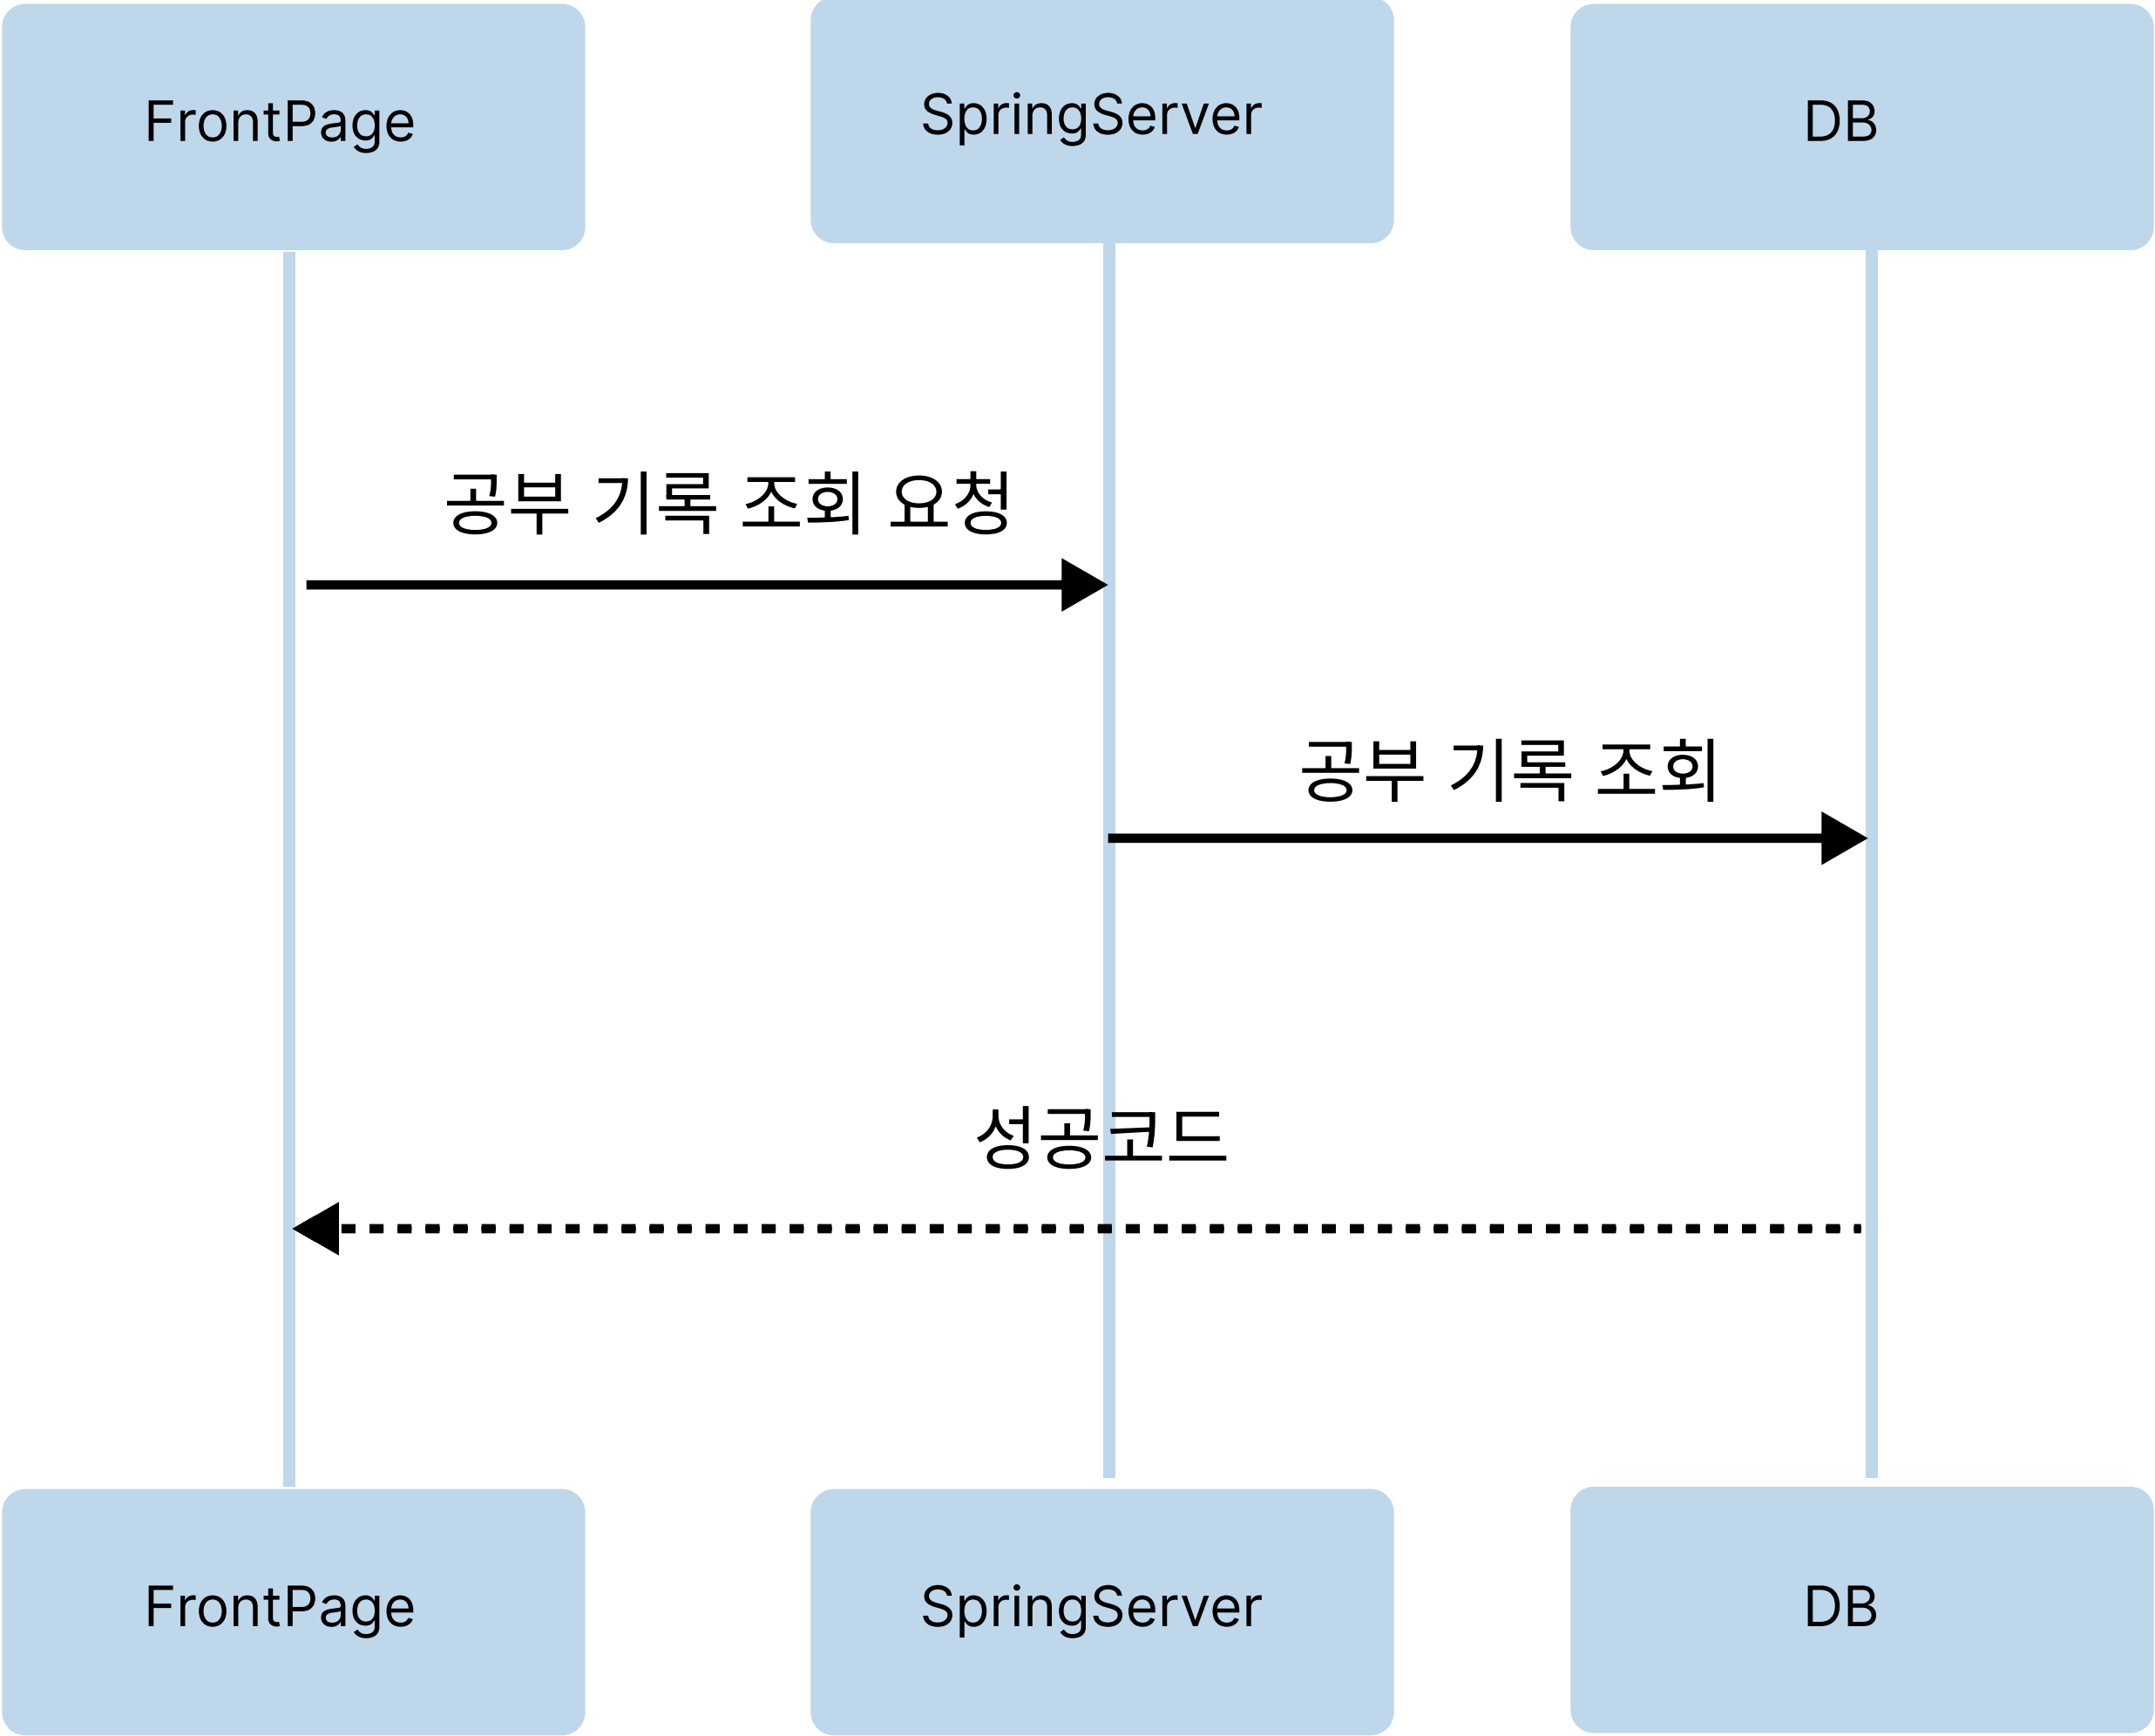 FrontPage
SpringServer
DB
공부 기록 조회 요청
공부 기록 조회
성공코드
FrontPage
SpringServer
DB